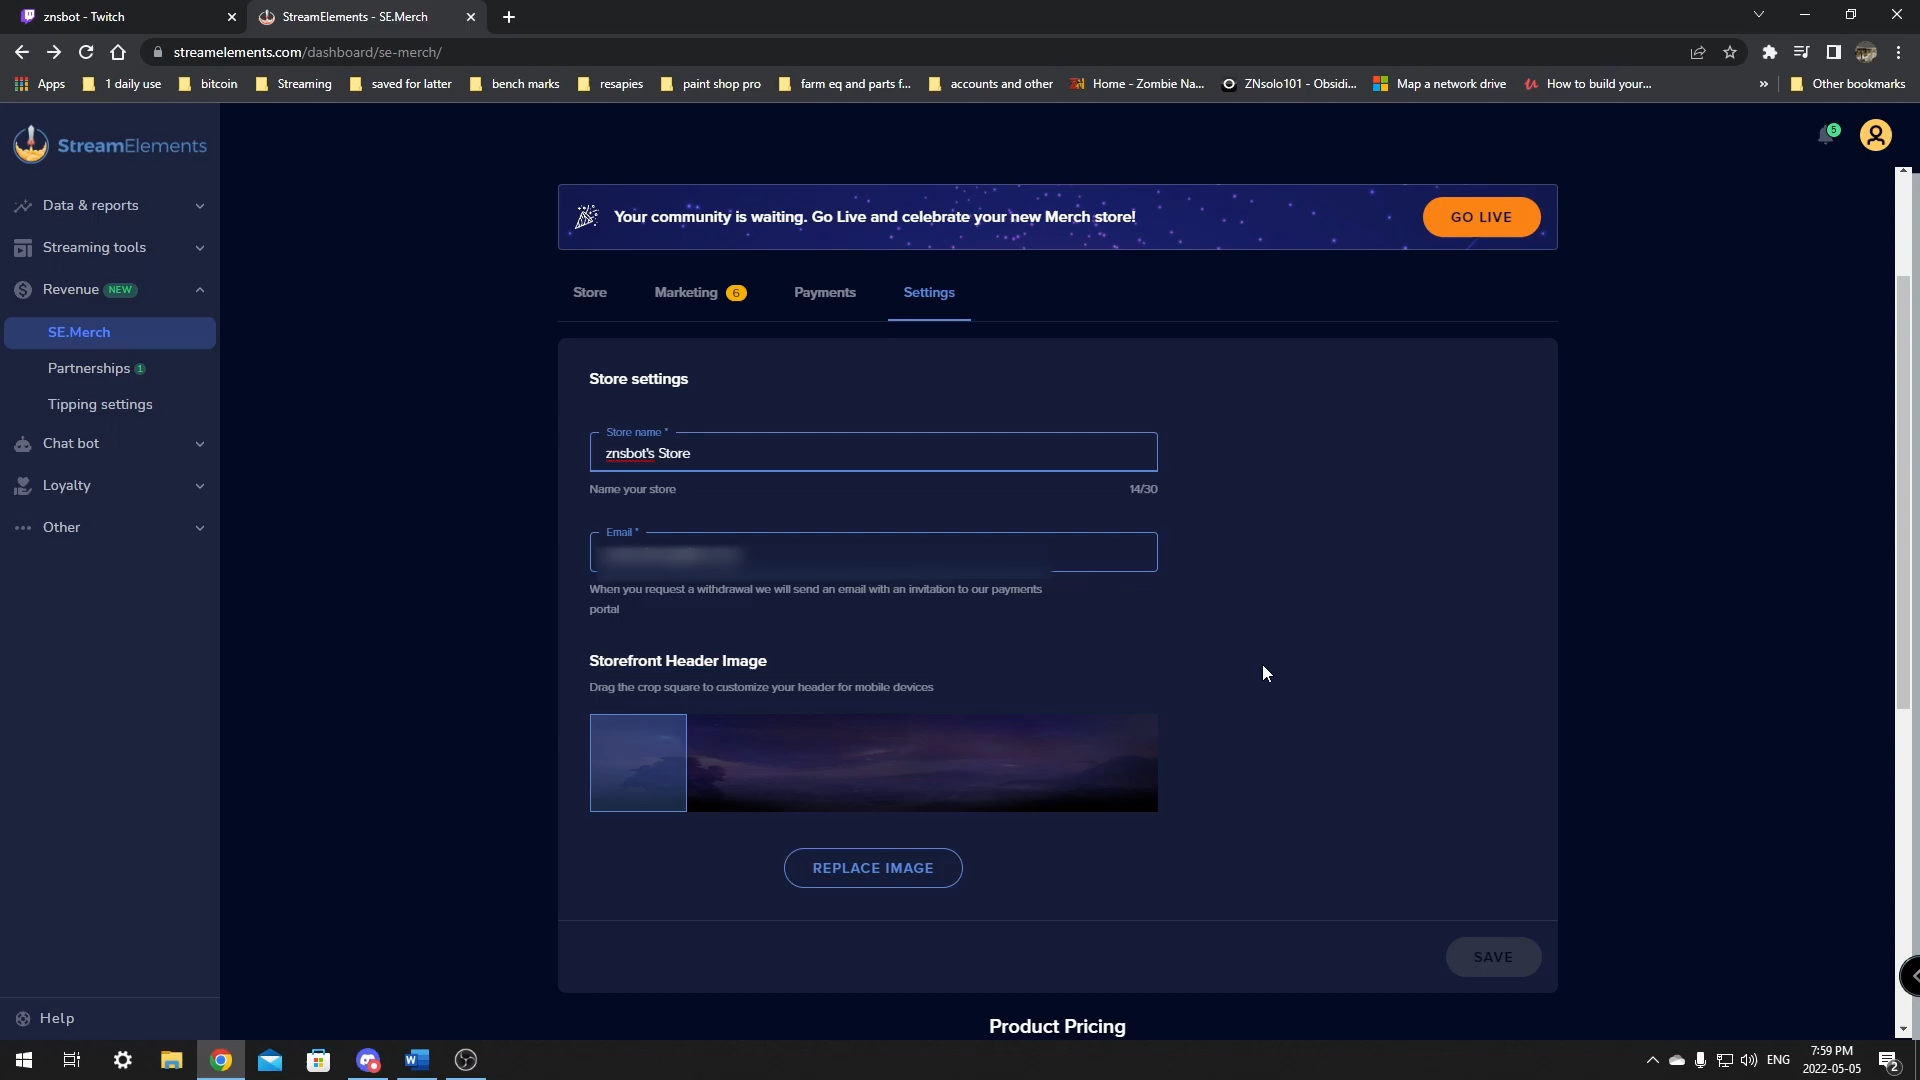 znsbot - Twitch
StreamElements - SE.Merch
streamelements.com/dashboard/se-merch/
Apps
1 daily use
bitcoin
Streaming
saved for latter
bench marks
resapies
paint shop pro
farm eq and parts f...
accounts and other
Home - Zombie Na...
ZNsolo101 - Obsidi...
Map a network drive
How to build your...
»
Other bookmarks
StreamElements
5
Data & reports
Streaming tools
Revenue NEW
SE.Merch
Partnerships 1
Tipping settings
Chat bot
Loyalty
Other
Help
Your community is waiting. Go Live and celebrate your new Merch store!
GO LIVE
Store
Marketing 6
Payments
Settings
Store settings
Store name *
znsbot's Store
Name your store
14/30
Email *
When you request a withdrawal we will send an email with an invitation to our payments
portal
Storefront Header Image
Drag the crop square to customize your header for mobile devices
REPLACE IMAGE
SAVE
Product Pricing
ENG
7:59 PM
2022-05-05
2